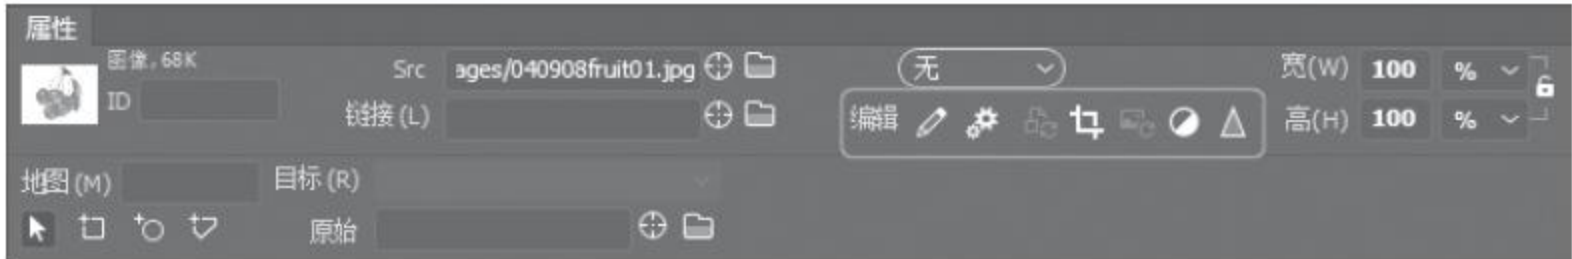 属性
图像, 68K
Src ages/040908fruit01.jpg 无 宽(W) 100 %
ID
链接 (L) 编辑 高(H) 100 %
地图 (M) 目标 (R)
原始